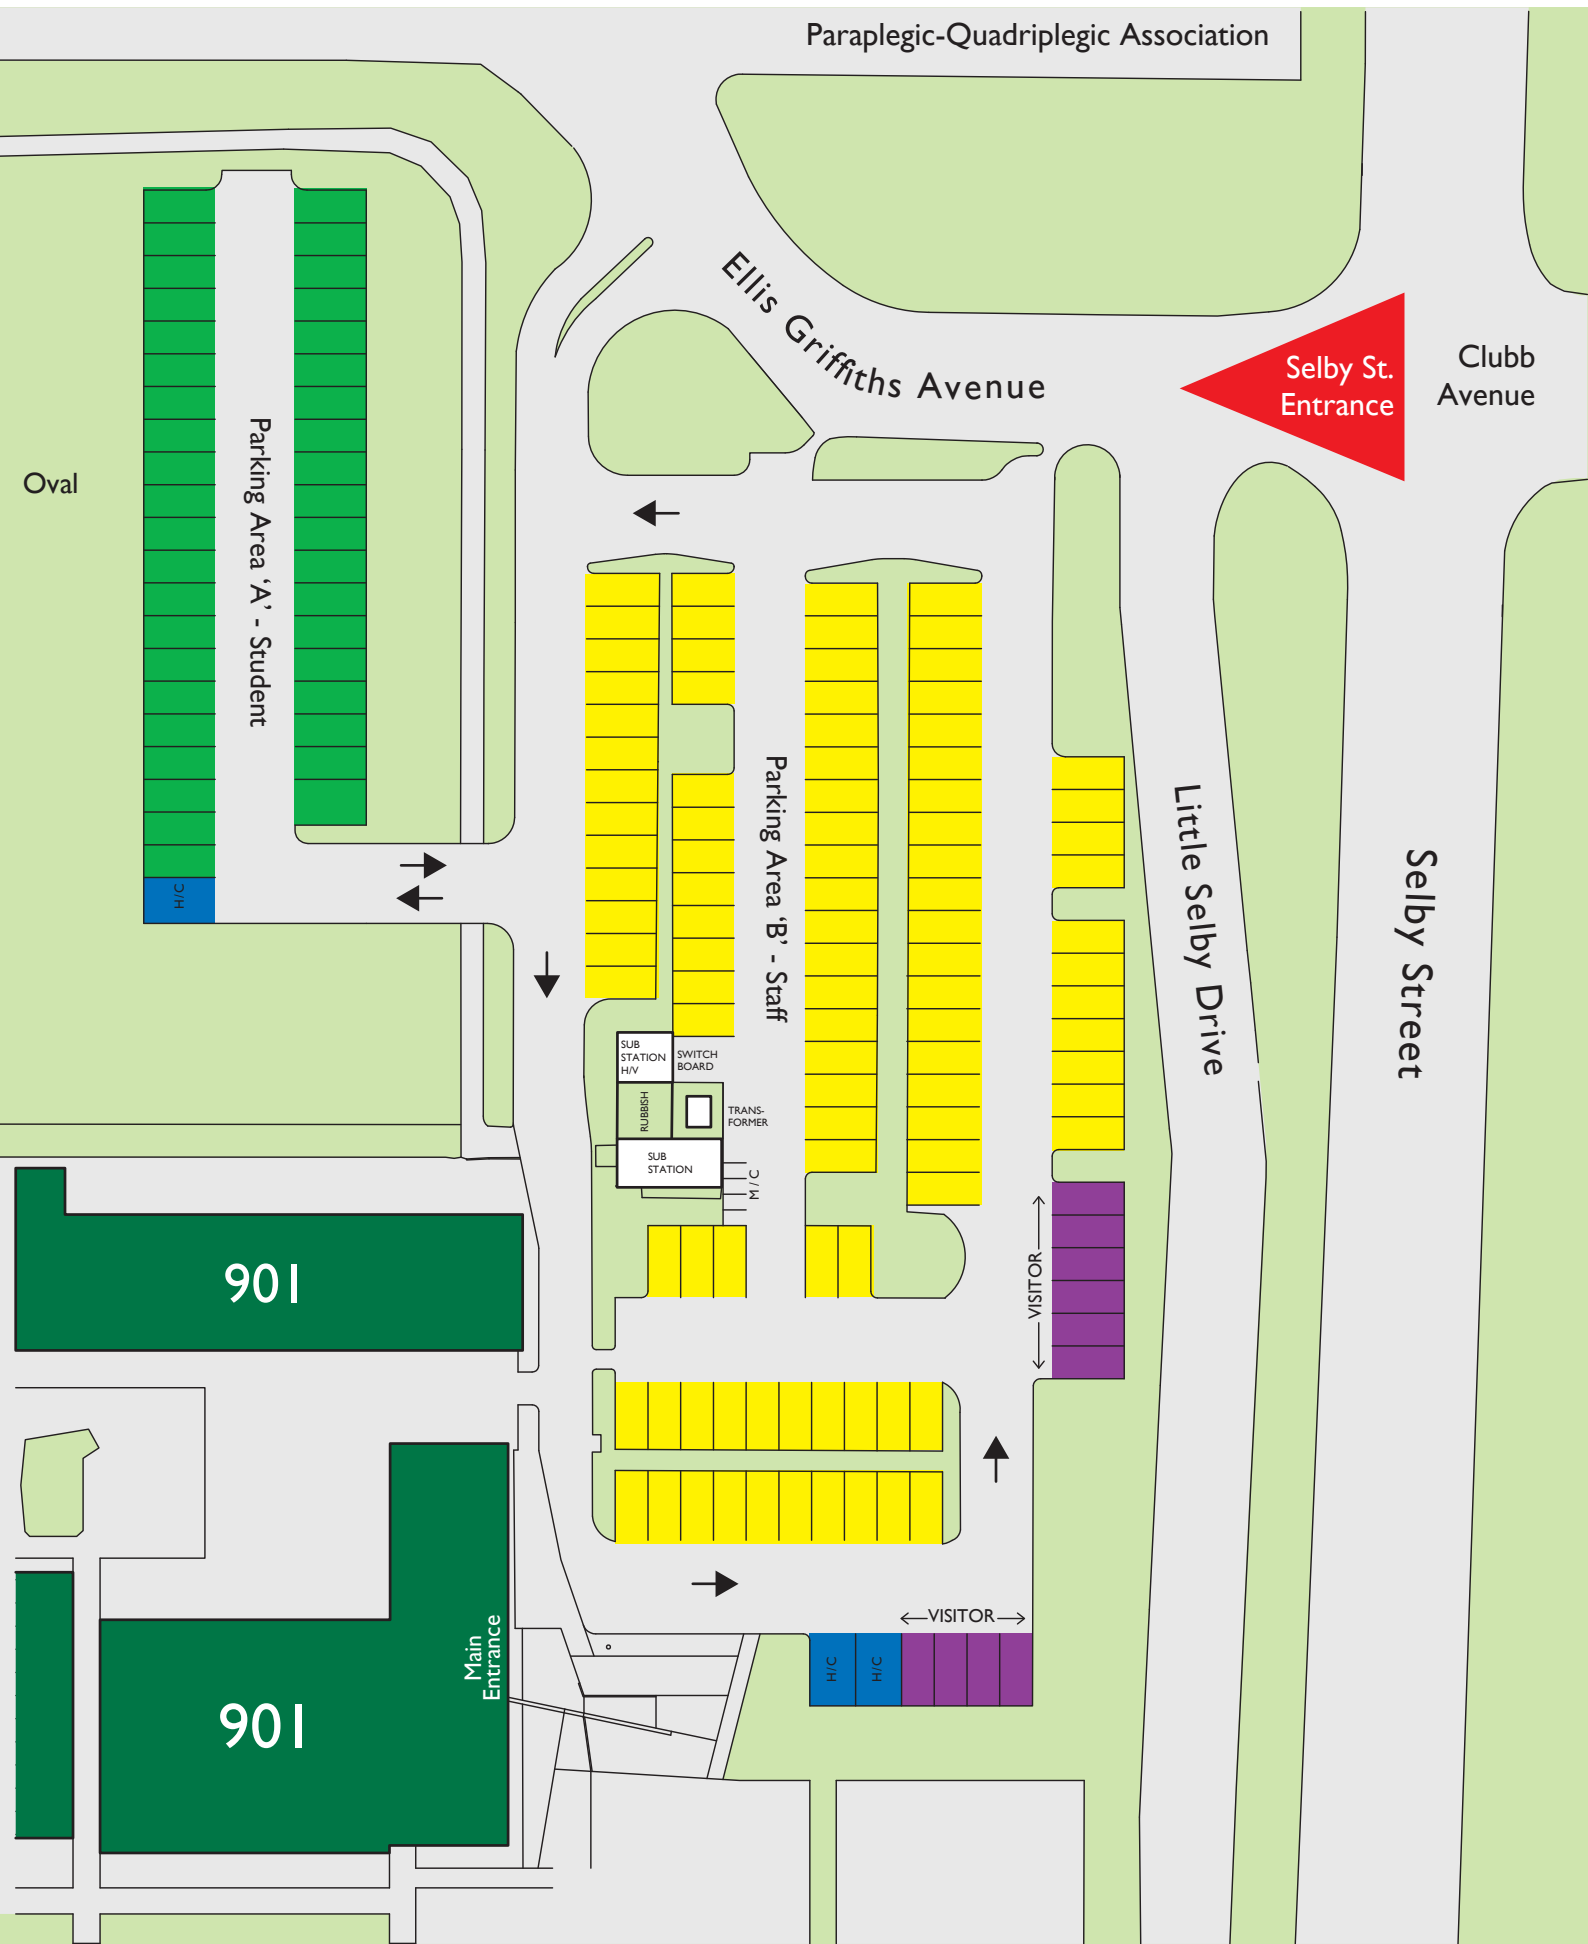 Paraplegic-Quadriplegic Association
Ellis Griffiths Avenue
Selby St.
Entrance
Clubb
Avenue
Oval
Parking Area ‘A’ - Student
H/C
Parking Area ‘B’ - Staff
Little Selby Drive
Selby Street
SUB
STATION
H/V
SWITCH
BOARD
RUBBISH
TRANS-
FORMER
SUB
STATION
M/C
VISITOR
901
VISITOR
H/C
H/C
Main
Entrance
901